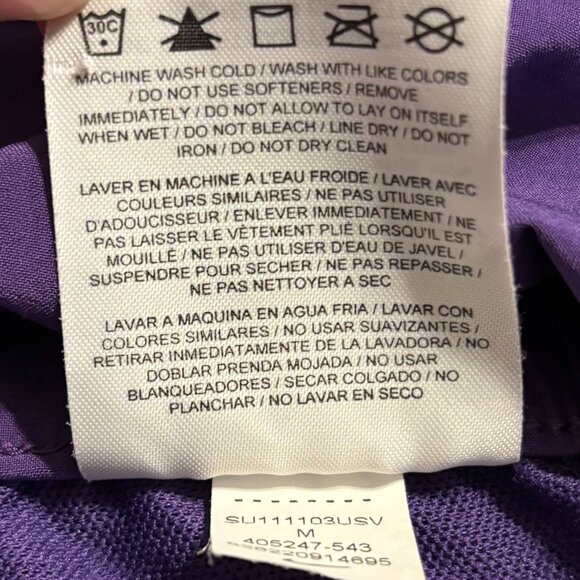 30C
MACHINE WASH COLD / WASH WITH LIKE COLORS
/ DO NOT USE SOFTENERS / REMOVE
IMMEDIATELY / DO NOT ALLOW TO LAY ON ITSELF
WHEN WET / DO NOT BLEACH / LINE DRY / DO NOT
IRON / DO NOT DRY CLEAN
LAVER EN MACHINE A L'EAU FROIDE / LAVER AVEC
COULEURS SIMILAIRES / NE PAS UTILISER
D'ADOUCISSEUR / ENLEVER IMMEDIATEMENT / NE
PAS LAISSER LE VÊTEMENT PLIÉ LORSQU'IL EST
MOUILLÉ / NE PAS UTILISER D'EAU DE JAVEL /
SUSPENDRE POUR SECHER / NE PAS REPASSER /
NE PAS NETTOYER A SEC
LAVAR A MAQUINA EN AGUA FRIA / LAVAR CON
COLORES SIMILARES / NO USAR SUAVIZANTES / NO
RETIRAR INMEDIATAMENTE DE LA LAVADORA / NO
DOBLAR PRENDA MOJADA / NO USAR
BLANQUEADORES / SECAR COLGADO / NO
PLANCHAR / NO LAVAR EN SECO
SU111103USV
M
405247-543